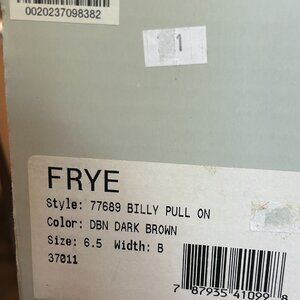 0020237098382
1
FRYE
Style: 77689 BILLY PULL ON
Color: DBN DARK BROWN
Size: 6.5 Width: B
37011
7 87935 41099 8